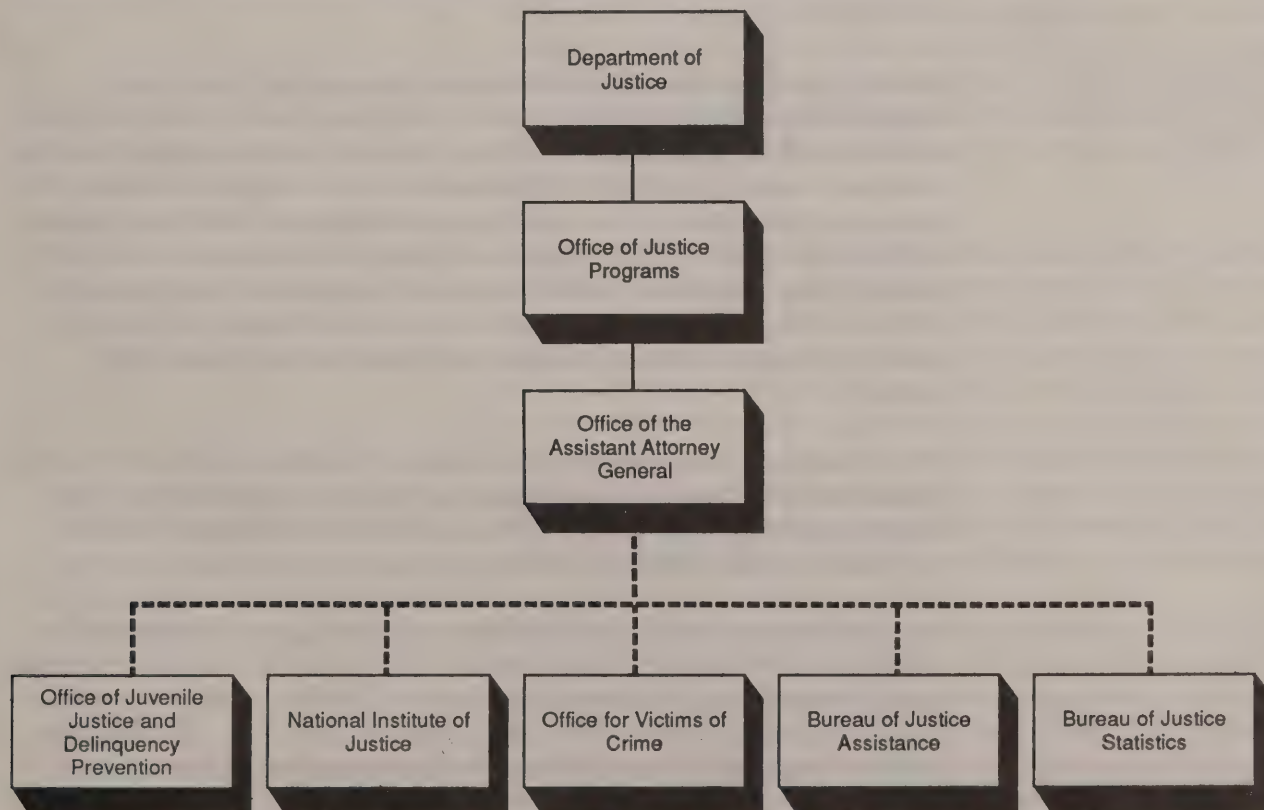 Department of
Justice
Office of Justice
Programs
Office of the
Assistant Attorney
General
Office of Juvenile
Justice and
Delinquency
Prevention
National Institute of
Justice
Office for Victims of
Crime
Bureau of Justice
Assistance
Bureau of Justice
Statistics